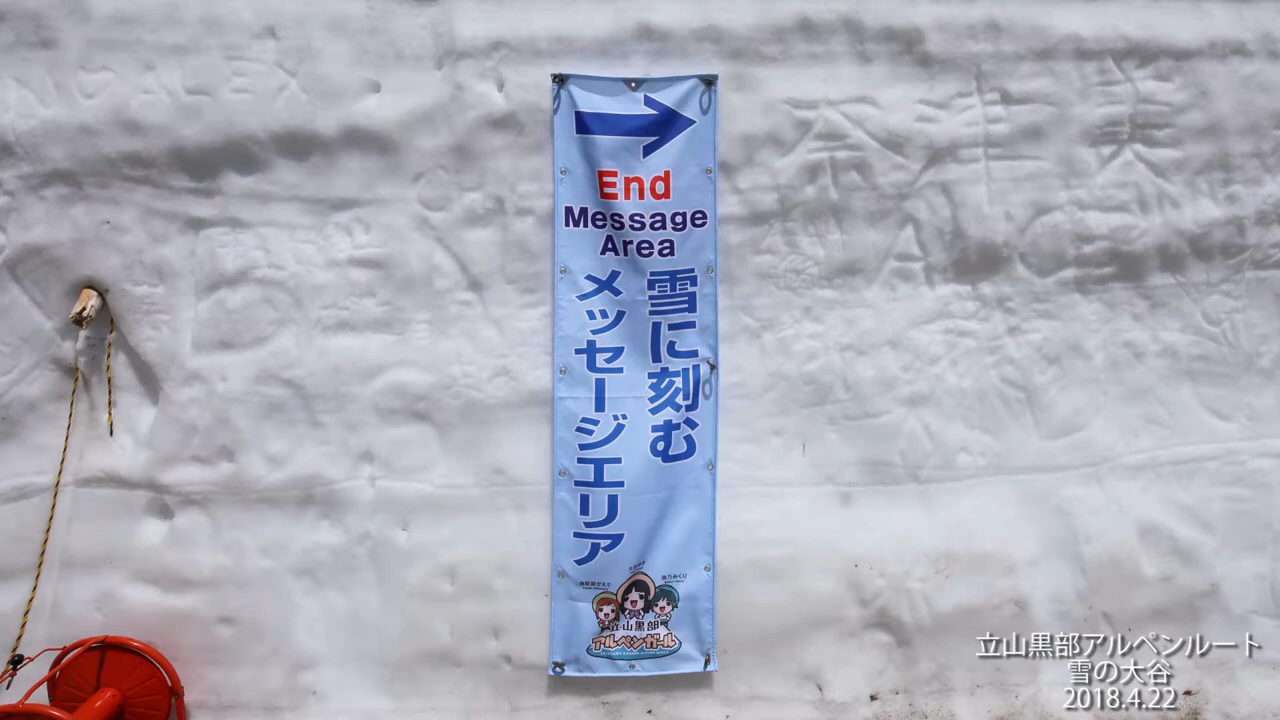 End
Message
Area
雪に刻む
メッセージエリア
立山黒部
アルペンガール
立山黒部アルペンルート
雪の大谷
2018.4.22